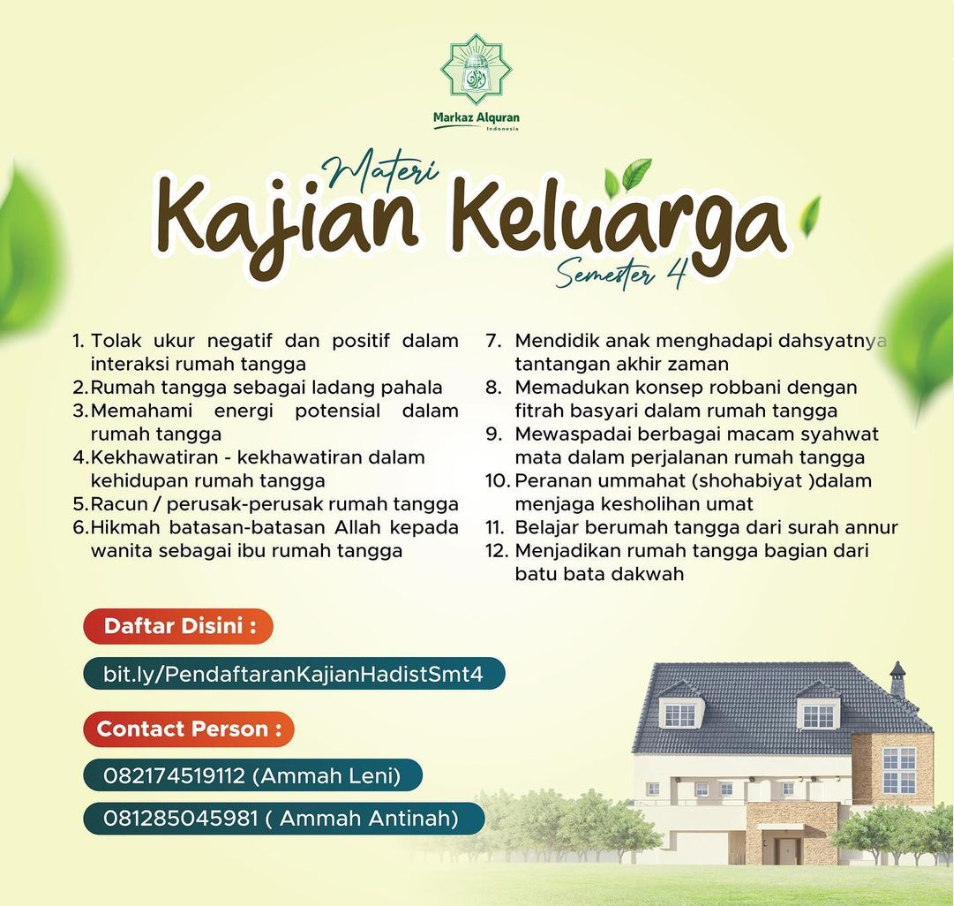 Markaz Alquran
Indonesia
Materi
Kajian Keluarga
Semester 4
1. Tolak ukur negatif dan positif dalam
interaksi rumah tangga
2. Rumah tangga sebagai ladang pahala
3. Memahami energi potensial dalam
rumah tangga
4. Kekhawatiran - kekhawatiran dalam
kehidupan rumah tangga
5. Racun / perusak-perusak rumah tangga
6. Hikmah batasan-batasan Allah kepada
wanita sebagai ibu rumah tangga
7. Mendidik anak menghadapi dahsyatnya
tantangan akhir zaman
8. Memadukan konsep robbani dengan
fitrah basyari dalam rumah tangga
9. Mewaspadai berbagai macam syahwat
mata dalam perjalanan rumah tangga
10. Peranan ummahat (shohabiyat )dalam
menjaga kesholihan umat
11. Belajar berumah tangga dari surah annur
12. Menjadikan rumah tangga bagian dari
batu bata dakwah
Daftar Disini :
bit.ly/PendaftaranKajianHadistSmt4
Contact Person :
082174519112 (Ammah Leni)
081285045981 ( Ammah Antinah)